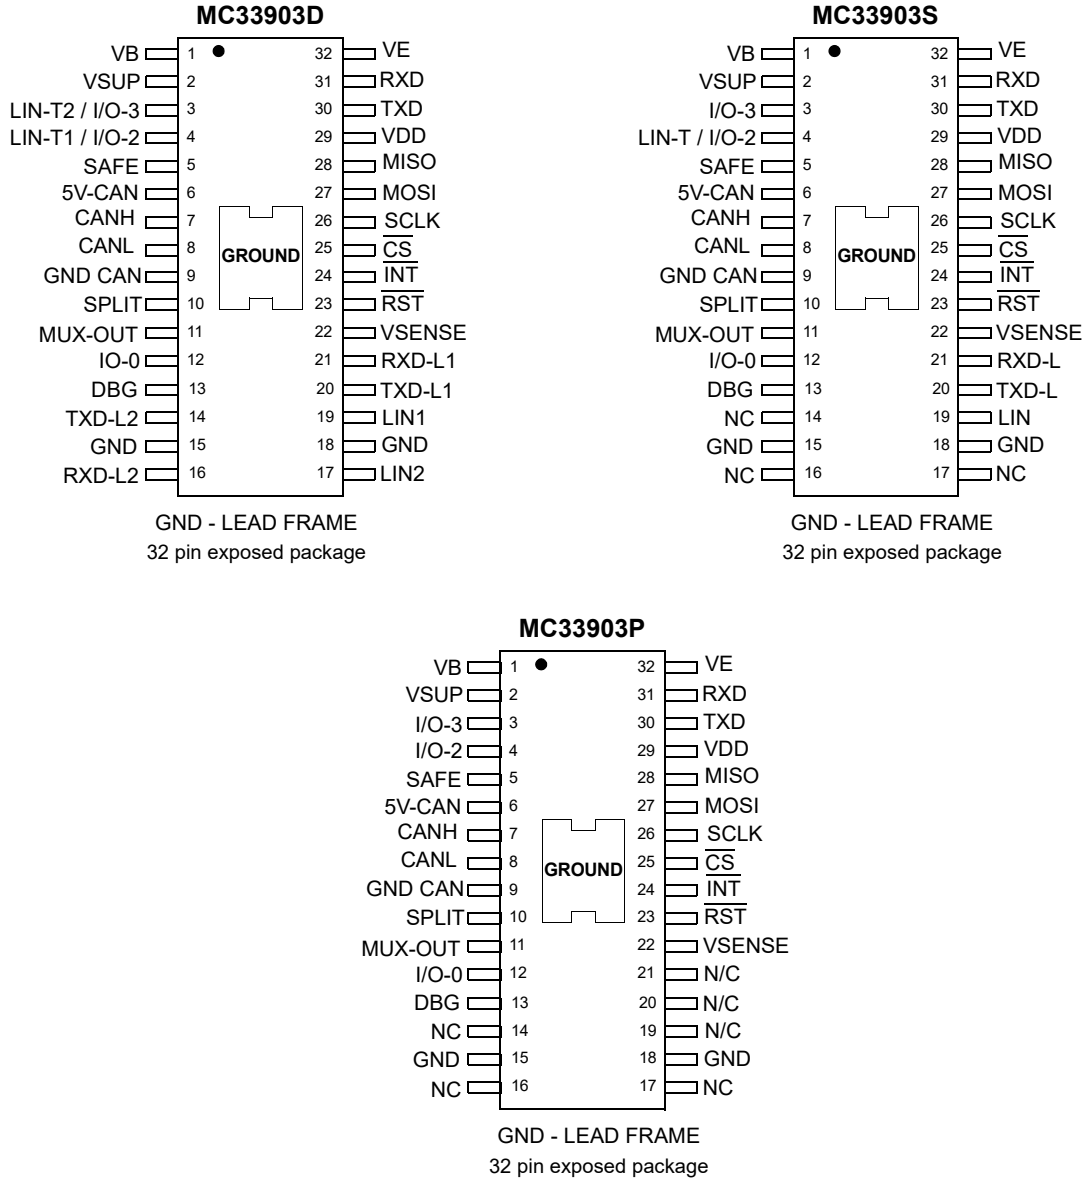 MC33903D
VB 1 32 VE
VSUP 2 31 RXD
LIN-T2 / I/O-3 3 30 TXD
LIN-T1 / I/O-2 4 29 VDD
SAFE 5 28 MISO
5V-CAN 6 27 MOSI
CANH 7 26 SCLK
CANL 8 GROUND 25 CS
GND CAN 9 24 INT
SPLIT 10 23 RST
MUX-OUT 11 22 VSENSE
IO-0 12 21 RXD-L1
DBG 13 20 TXD-L1
TXD-L2 14 19 LIN1
GND 15 18 GND
RXD-L2 16 17 LIN2
GND - LEAD FRAME
32 pin exposed package
MC33903S
VB 1 32 VE
VSUP 2 31 RXD
I/O-3 3 30 TXD
LIN-T / I/O-2 4 29 VDD
SAFE 5 28 MISO
5V-CAN 6 27 MOSI
CANH 7 26 SCLK
CANL 8 GROUND 25 CS
GND CAN 9 24 INT
SPLIT 10 23 RST
MUX-OUT 11 22 VSENSE
I/O-0 12 21 RXD-L
DBG 13 20 TXD-L
NC 14 19 LIN
GND 15 18 GND
NC 16 17 NC
GND - LEAD FRAME
32 pin exposed package
MC33903P
VB 1 32 VE
VSUP 2 31 RXD
I/O-3 3 30 TXD
I/O-2 4 29 VDD
SAFE 5 28 MISO
5V-CAN 6 27 MOSI
CANH 7 26 SCLK
CANL 8 GROUND 25 CS
GND CAN 9 24 INT
SPLIT 10 23 RST
MUX-OUT 11 22 VSENSE
I/O-0 12 21 N/C
DBG 13 20 N/C
NC 14 19 N/C
GND 15 18 GND
NC 16 17 NC
GND - LEAD FRAME
32 pin exposed package